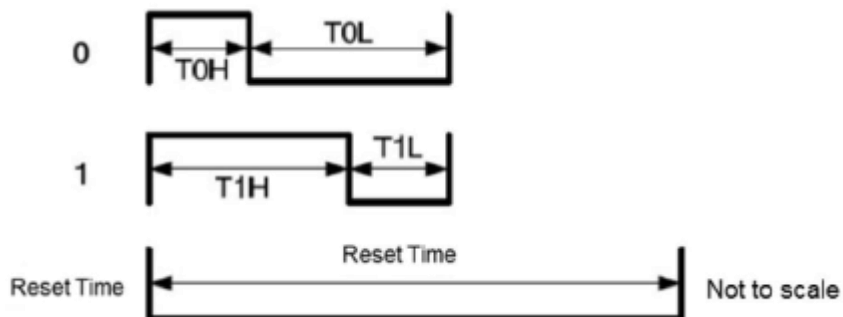 0
T0H
T0L
1
T1H
T1L
Reset Time
Reset Time
Not to scale